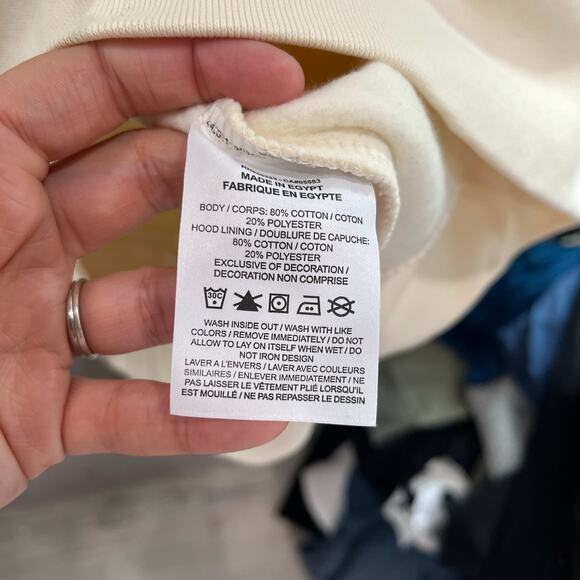 MADE IN EGYPT
FABRIQUE EN EGYPTE
BODY / CORPS: 80% COTTON / COTON
20% POLYESTER
HOOD LINING / DOUBLURE DE CAPUCHE:
80% COTTON / COTON
20% POLYESTER
EXCLUSIVE OF DECORATION /
DECORATION NON COMPRISE
30C
WASH INSIDE OUT / WASH WITH LIKE
COLORS / REMOVE IMMEDIATELY / DO NOT
ALLOW TO LAY ON ITSELF WHEN WET / DO
NOT IRON DESIGN
LAVER A L'ENVERS / LAVER AVEC COULEURS
SIMILAIRES / ENLEVER IMMEDIATEMENT / NE
PAS LAISSER LE VÊTEMENT PLIÉ LORSQU'IL
EST MOUILLÉ / NE PAS REPASSER LE DESSIN